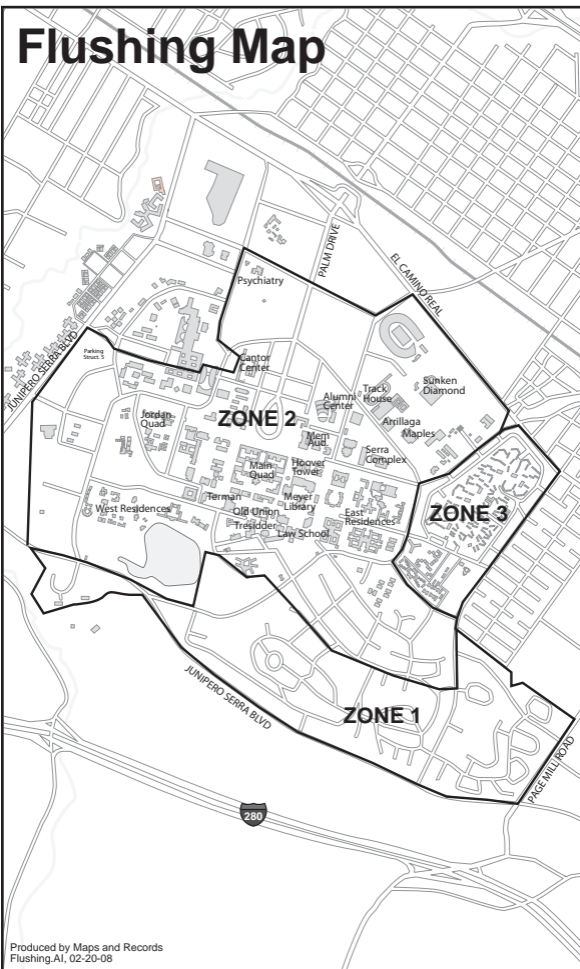 Flushing Map
PALM DRIVE
EL CAMINO REAL
Psychiatry
JUNIPERO SERRA BLVD
Parking
Struct. 5
Cantor
Center
Sunken
Diamond
Track
House
Alumni
Center
Arrillaga
Maples
Jordan
Quad
ZONE 2
Mem
Aud.
Serra
Complex
Main
Quad
Hoover
Tower
Terman
Meyer
Library
West Residences
Old Union
Tresidder
Law School
East
Residences
ZONE 3
JUNIPERO SERRA BLVD
ZONE 1
PAGE MILL ROAD
280
Produced by Maps and Records
Flushing.AI, 02-20-08